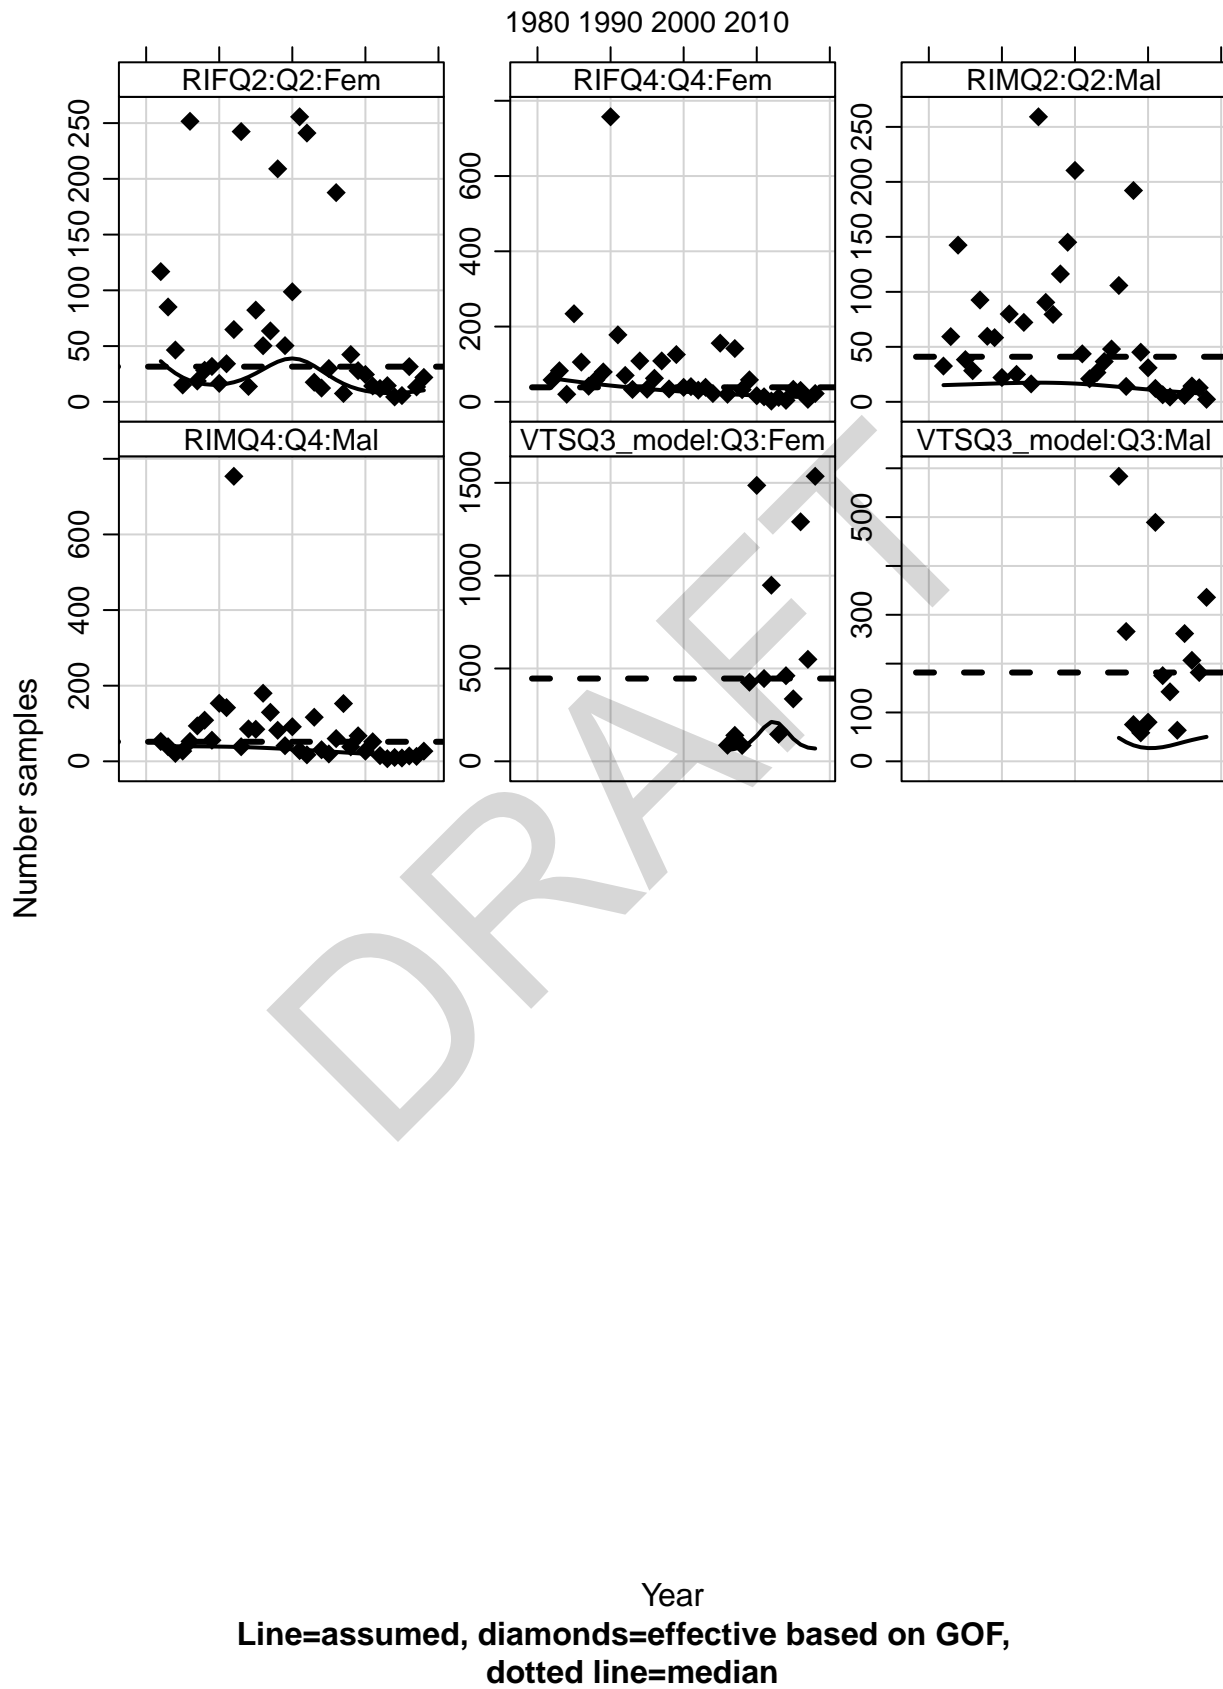 1980 1990 2000 2010
RIFQ2:Q2:Fem
RIFQ4:Q4:Fem
RIMQ2:Q2:Mal
0 50 100 150 200 250
0 200 400 600
0 50 100 150 200 250
RIMQ4:Q4:Mal
VTSQ3_model:Q3:Fem
VTSQ3_model:Q3:Mal
0 200 400 600
0 500 1000 1500
0 100 300 500
Number samples
DRAFT
Year
Line=assumed, diamonds=effective based on GOF,
dotted line=median